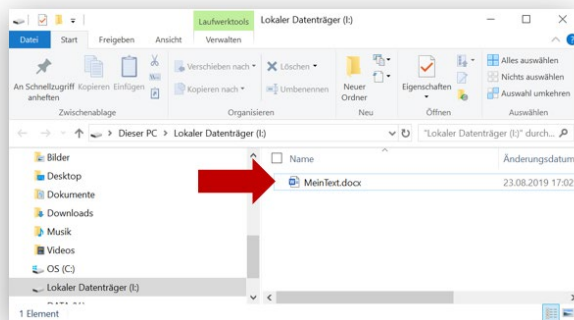 Laufwerktools Lokaler Datenträger (I:)
Datei Start Freigeben Ansicht Verwalten
An Schnellzugriff anheften
Kopieren Einfügen
Verschieben nach
Kopieren nach
Löschen
Umbenennen
Neuer Ordner
Eigenschaften
Alles auswählen
Nichts auswählen
Auswahl umkehren
Zwischenablage Organisieren Neu Öffnen Auswählen
Dieser PC > Lokaler Datenträger (I:)
"Lokaler Datenträger (I:)" durch...
Name Änderungsdatum
Bilder
Desktop
Dokumente
Downloads
Musik
Videos
OS (C:)
Lokaler Datenträger (I:)
MeinText.docx 23.08.2019 17:02
1 Element